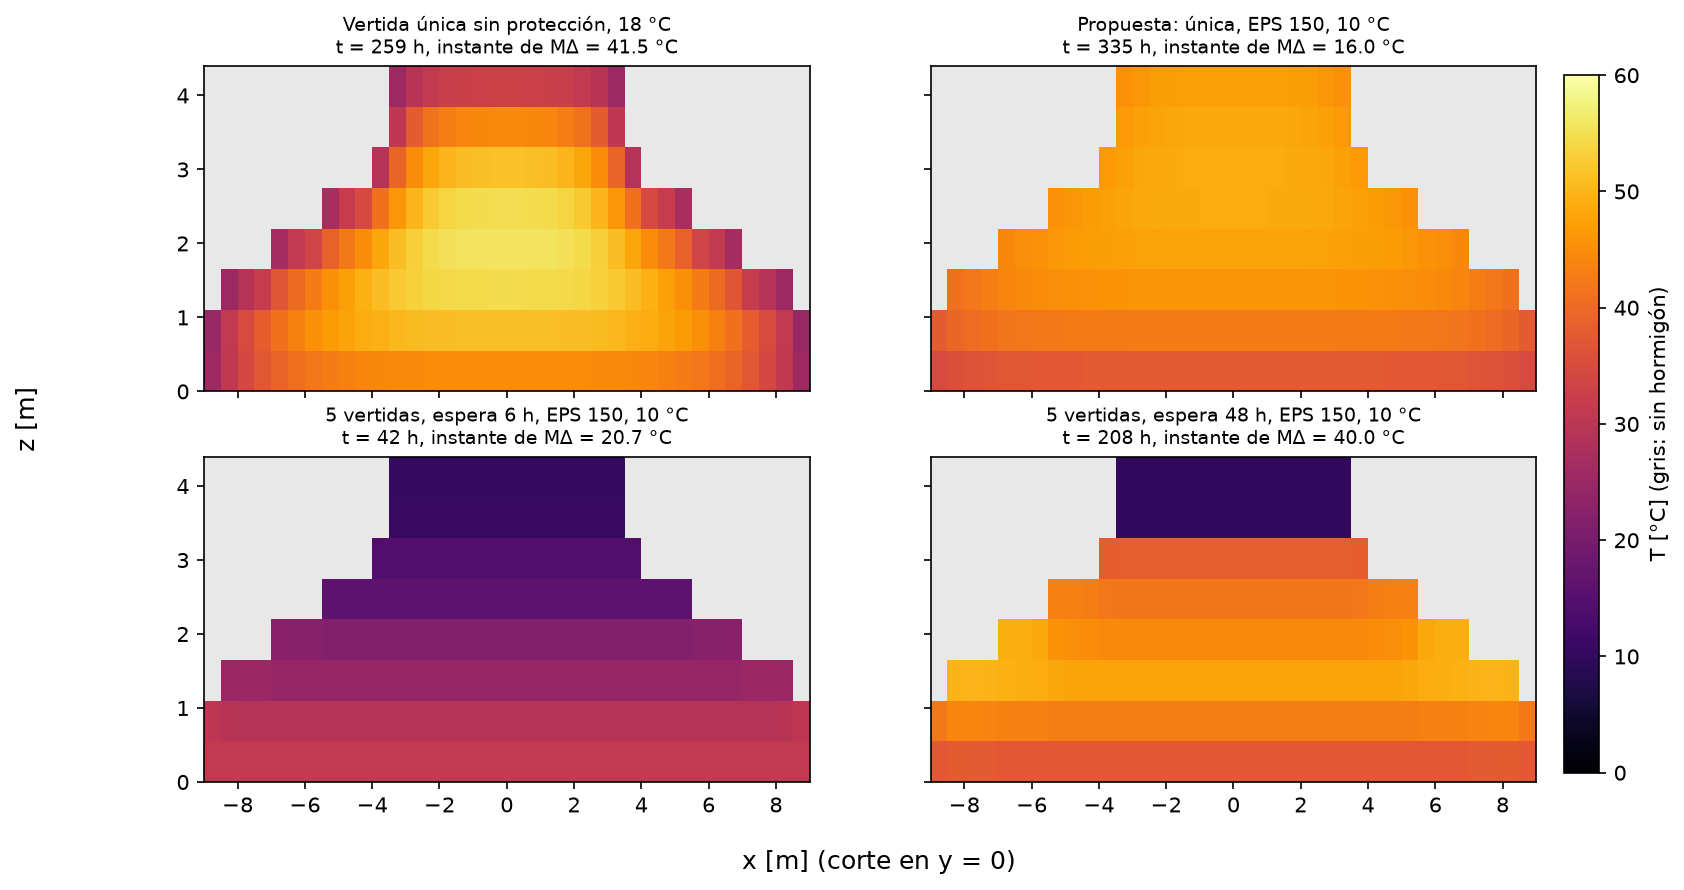 Vertida única sin protección, 18 °C
t = 259 h, instante de MΔ = 41.5 °C
Propuesta: única, EPS 150, 10 °C
t = 335 h, instante de MΔ = 16.0 °C
4
3
2
1
0
60
50
40
30
20
10
0
T [°C] (gris: sin hormigón)
z [m]
5 vertidas, espera 6 h, EPS 150, 10 °C
t = 42 h, instante de MΔ = 20.7 °C
5 vertidas, espera 48 h, EPS 150, 10 °C
t = 208 h, instante de MΔ = 40.0 °C
4
3
2
1
0
−8 −6 −4 −2 0 2 4 6 8
−8 −6 −4 −2 0 2 4 6 8
x [m] (corte en y = 0)